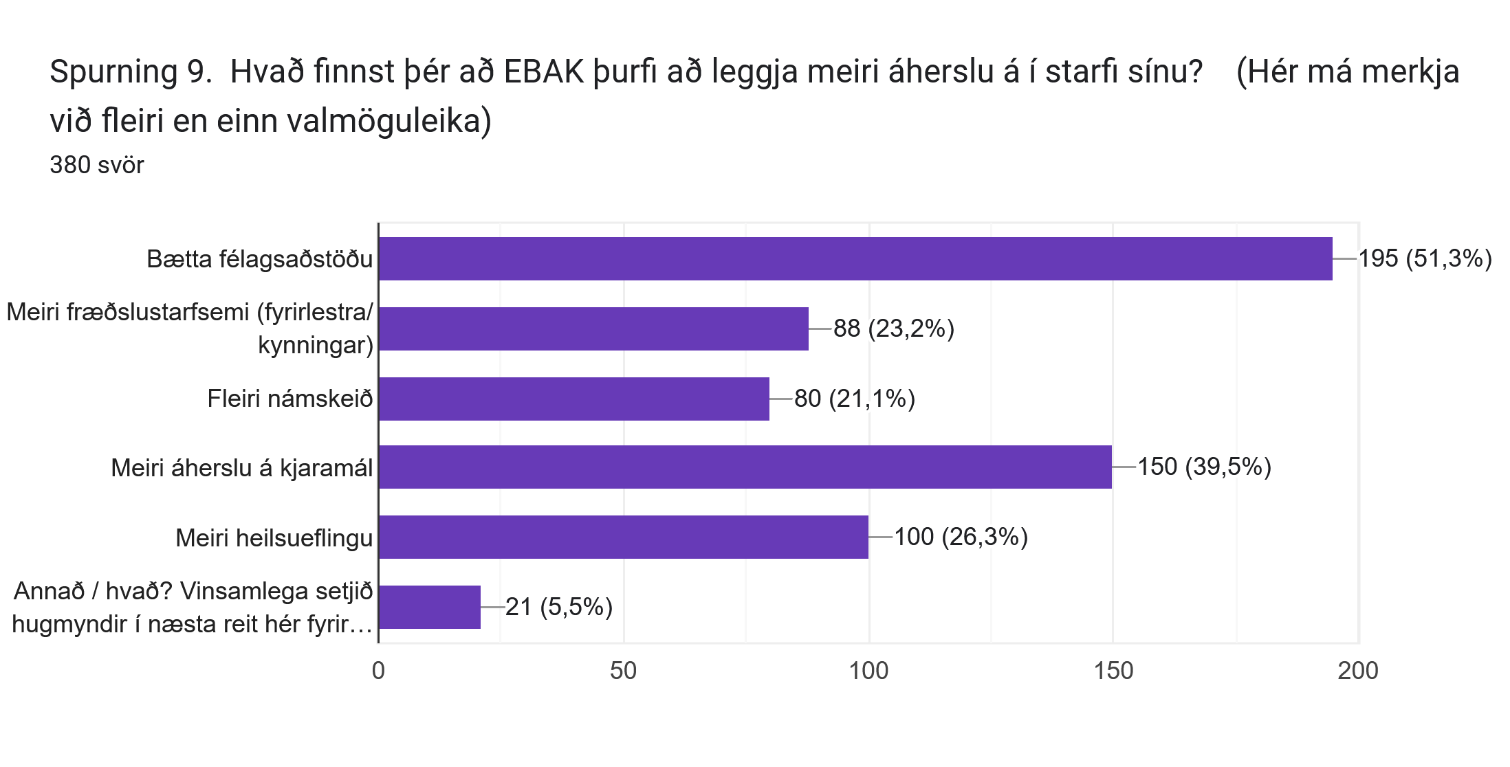 Spurning 9.  Hvað finnst þér að EBAK þurfi að leggja meiri áherslu á í starfi sínu?    (Hér má merkja
við fleiri en einn valmöguleika)
380 svör
Bætta félagsaðstöðu
195 (51,3%)
Meiri fræðslustarfsemi (fyrirlestra/
kynningar)
88 (23,2%)
Fleiri námskeið
80 (21,1%)
Meiri áherslu á kjaramál
150 (39,5%)
Meiri heilsueflingu
100 (26,3%)
Annað / hvað? Vinsamlega setjið
hugmyndir í næsta reit hér fyrir…
21 (5,5%)
0 50 100 150 200